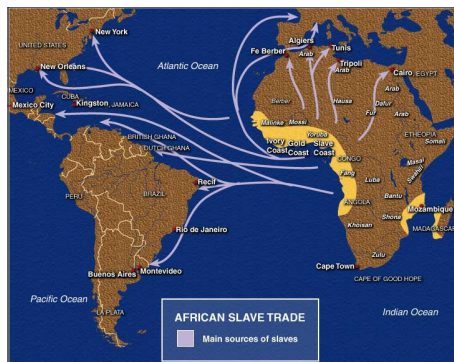 New York
UNITED STATES
New Orleans
Atlantic Ocean
MEXICO
Mexico City
CUBA
Kingston, JAMAICA
BRITISH GHANA
DUTCH GHANA
PERU
BRAZIL
Recif
Rio de Janeiro
Buenos Aires
Montevideo
Pacific Ocean
LA PLATA
Algiers
Fe Berber
Arab
Tunis
Tripoli
Arab
Cairo, EGYPT
Berber
Hausa
Dafur
Arab
Fur
Arab
Malinke
Mossi
Yoruba
Ivory
Coast
Gold
Coast
Slave
Coast
ETHIOPIA
Somali
CONGO
Fang
Luba
Masai
Swahili
ANGOLA
Bantu
Mozambique
Shona
MADAGASCAR
Khoisan
Zulu
Cape Town
CAPE OF GOOD HOPE
Indian Ocean
AFRICAN SLAVE TRADE
Main sources of slaves